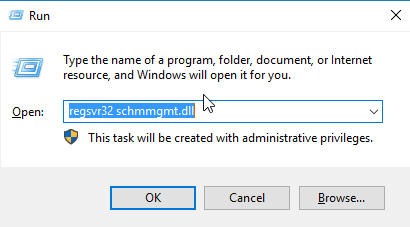 Run
Type the name of a program, folder, document, or Internet
resource, and Windows will open it for you.
Open: regsvr32 schmmgmt.dll
This task will be created with administrative privileges.
OK Cancel Browse...